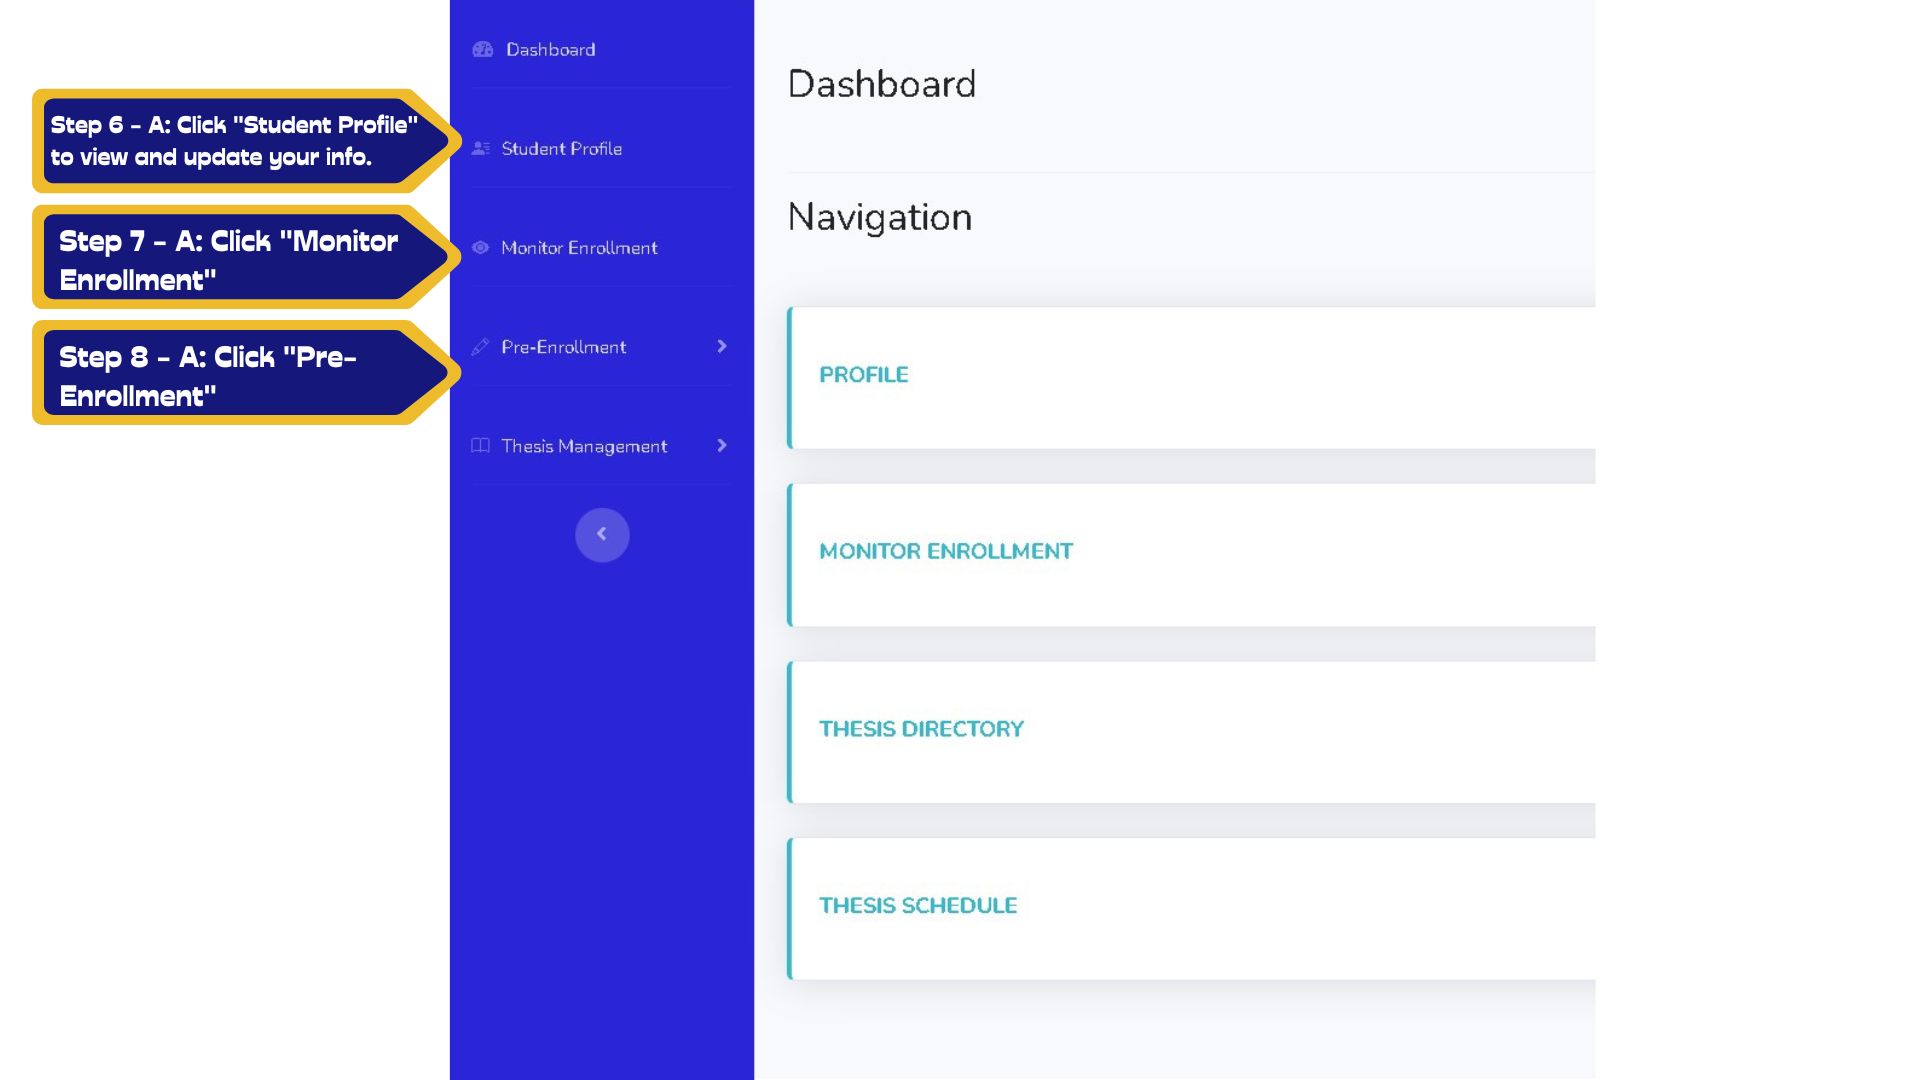 Step 6 - A: Click "Student Profile"
to view and update your info.
Step 7 - A: Click "Monitor
Enrollment"
Step 8 - A: Click "Pre-
Enrollment"
Dashboard
Student Profile
Monitor Enrollment
Pre-Enrollment
Thesis Management
Dashboard
Navigation
PROFILE
MONITOR ENROLLMENT
THESIS DIRECTORY
THESIS SCHEDULE